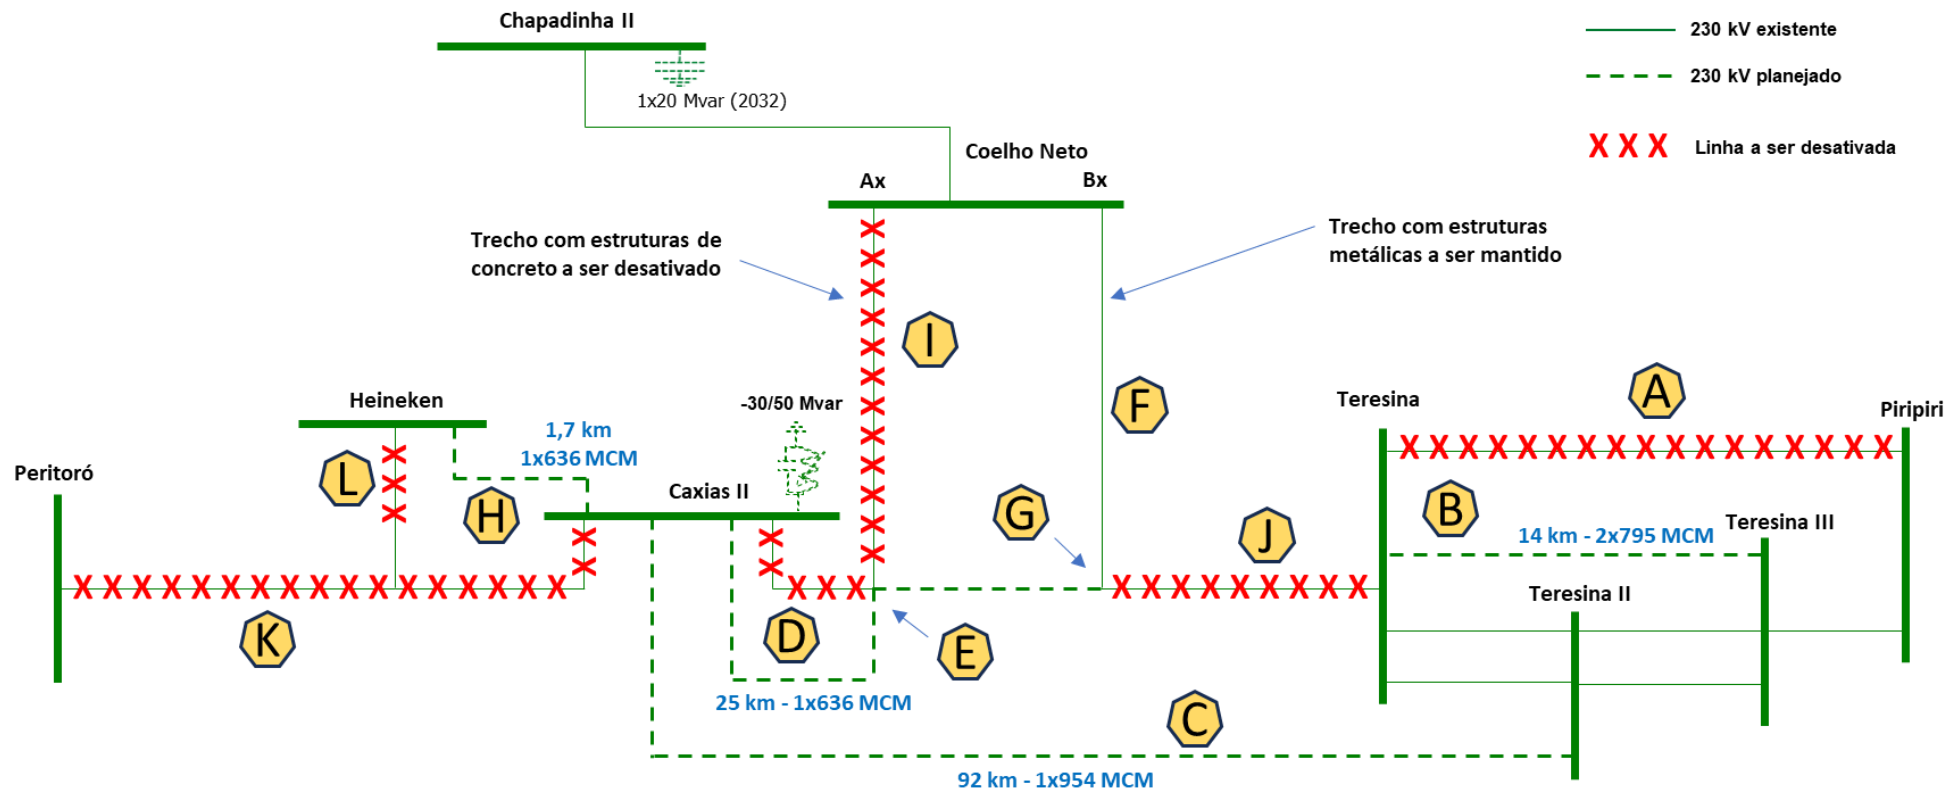 Chapadinha II
1x20 Mvar (2032)
230 kV existente
230 kV planejado
X X X Linha a ser desativada
Coelho Neto
Ax
Bx
Trecho com estruturas de
concreto a ser desativado
Trecho com estruturas
metálicas a ser mantido
I
A
F
Heineken
-30/50 Mvar
Teresina
Piripiri
1,7 km
1x636 MCM
Peritoró
L
H
Caxias II
G
J
B
Teresina III
14 km - 2x795 MCM
Teresina II
K
D
E
25 km - 1x636 MCM
C
92 km - 1x954 MCM